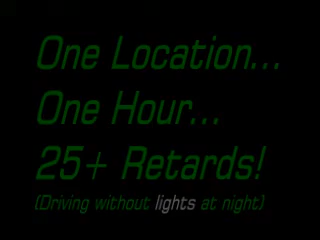 One Location...
One Hour...
25+ Retards!
(Driving without lights at night)